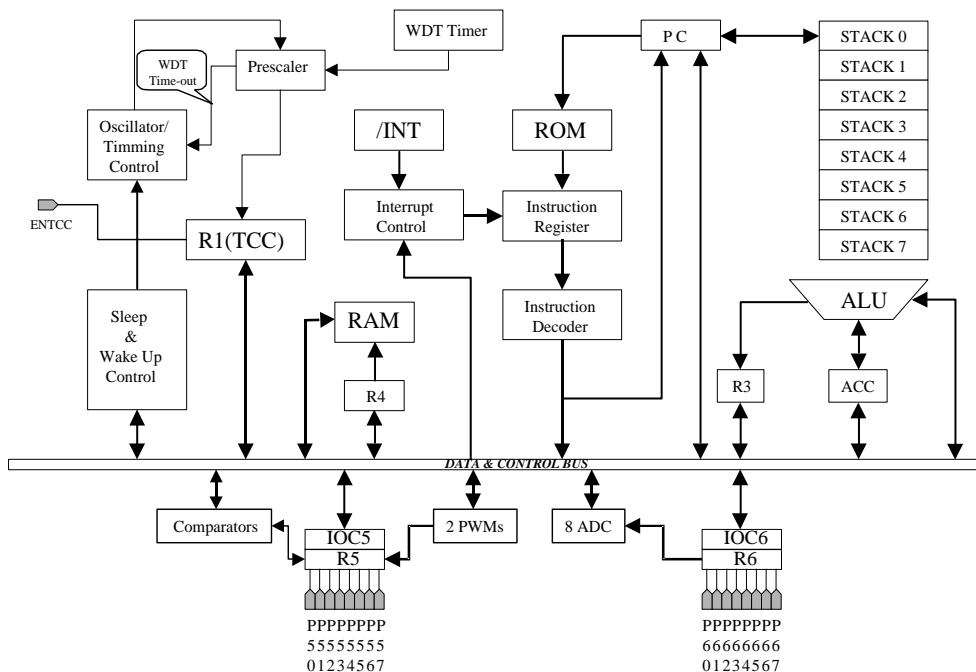 WDT Timer
P C
STACK 0
STACK 1
STACK 2
STACK 3
STACK 4
STACK 5
STACK 6
STACK 7
WDT
Time-out
Prescaler
Oscillator/
Timming
Control
/INT
ROM
ENTCC
R1(TCC)
Interrupt
Control
Instruction
Register
Sleep
&
Wake Up
Control
RAM
R4
Instruction
Decoder
ALU
R3
ACC
DATA & CONTROL BUS
Comparators
IOC5
R5
2 PWMs
8 ADC
IOC6
R6
PPPPPPPP
55555555
01234567
PPPPPPPP
66666666
01234567